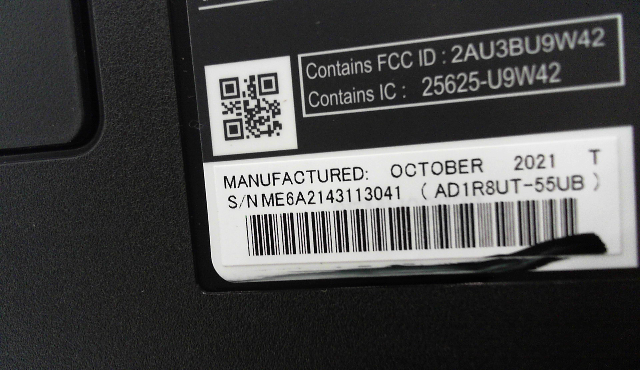 Contains FCC ID : 2AU3BU9W42
Contains IC : 25625-U9W42
MANUFACTURED: OCTOBER 2021 T
S/N ME6A2143113041 ( AD1R8UT-55UB )